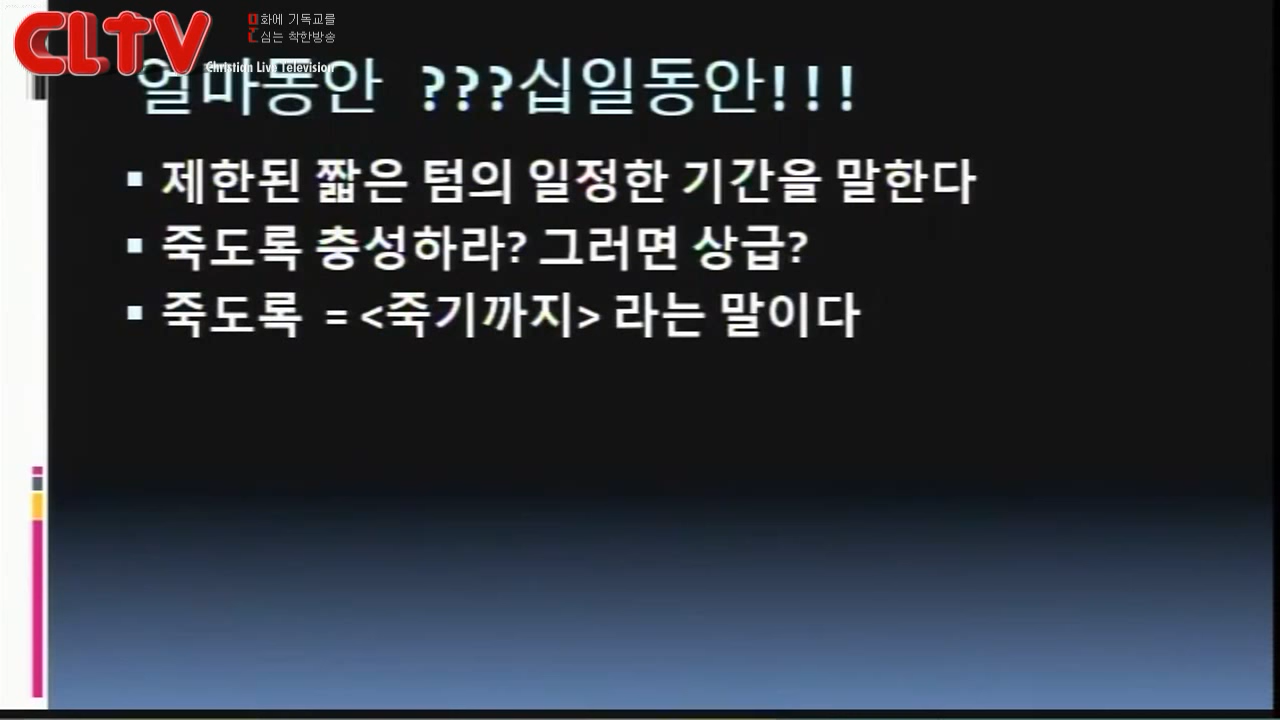 CLTV
문화에 기독교를
심는 착한방송
Christian Live Television
얼마동안 ???십일동안!!!
▪ 제한된 짧은 텀의 일정한 기간을 말한다
▪ 죽도록 충성하라? 그러면 상급?
▪ 죽도록 = <죽기까지> 라는 말이다